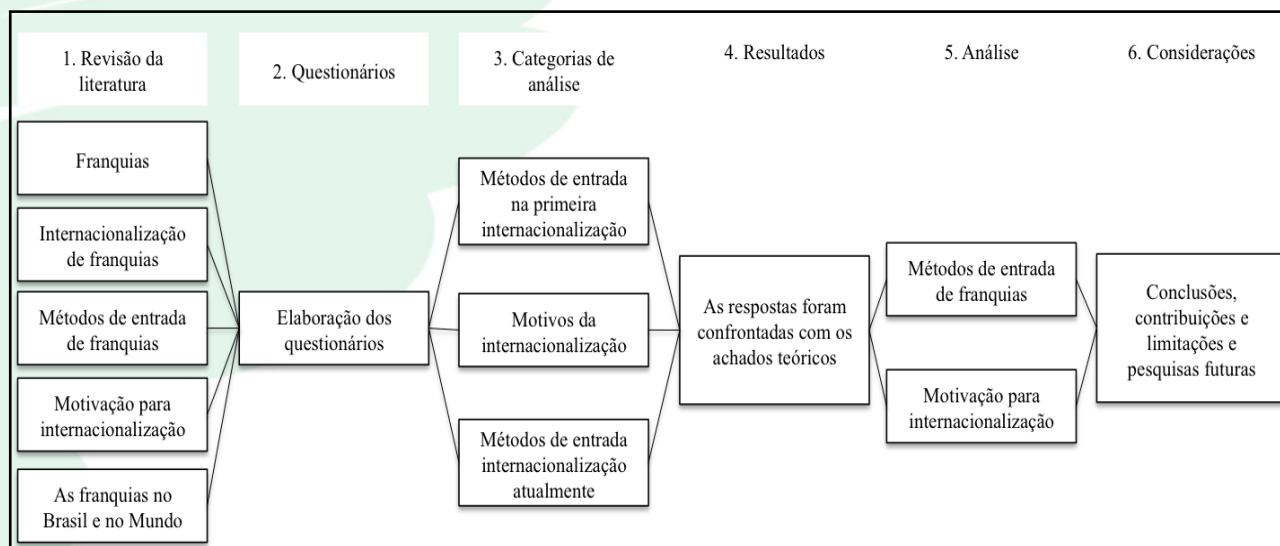 1. Revisão da
literatura
2. Questionários
3. Categorias de
análise
4. Resultados
5. Análise
6. Considerações
Franquias
Internacionalização
de franquias
Métodos de entrada
de franquias
Motivação para
internacionalização
As franquias no
Brasil e no Mundo
Elaboração dos
questionários
Métodos de entrada
na primeira
internacionalização
Motivos da
internacionalização
Métodos de entrada
internacionalização
atualmente
As respostas foram
confrontadas com os
achados teóricos
Métodos de entrada
de franquias
Motivação para
internacionalização
Conclusões,
contribuições e
limitações e
pesquisas futuras